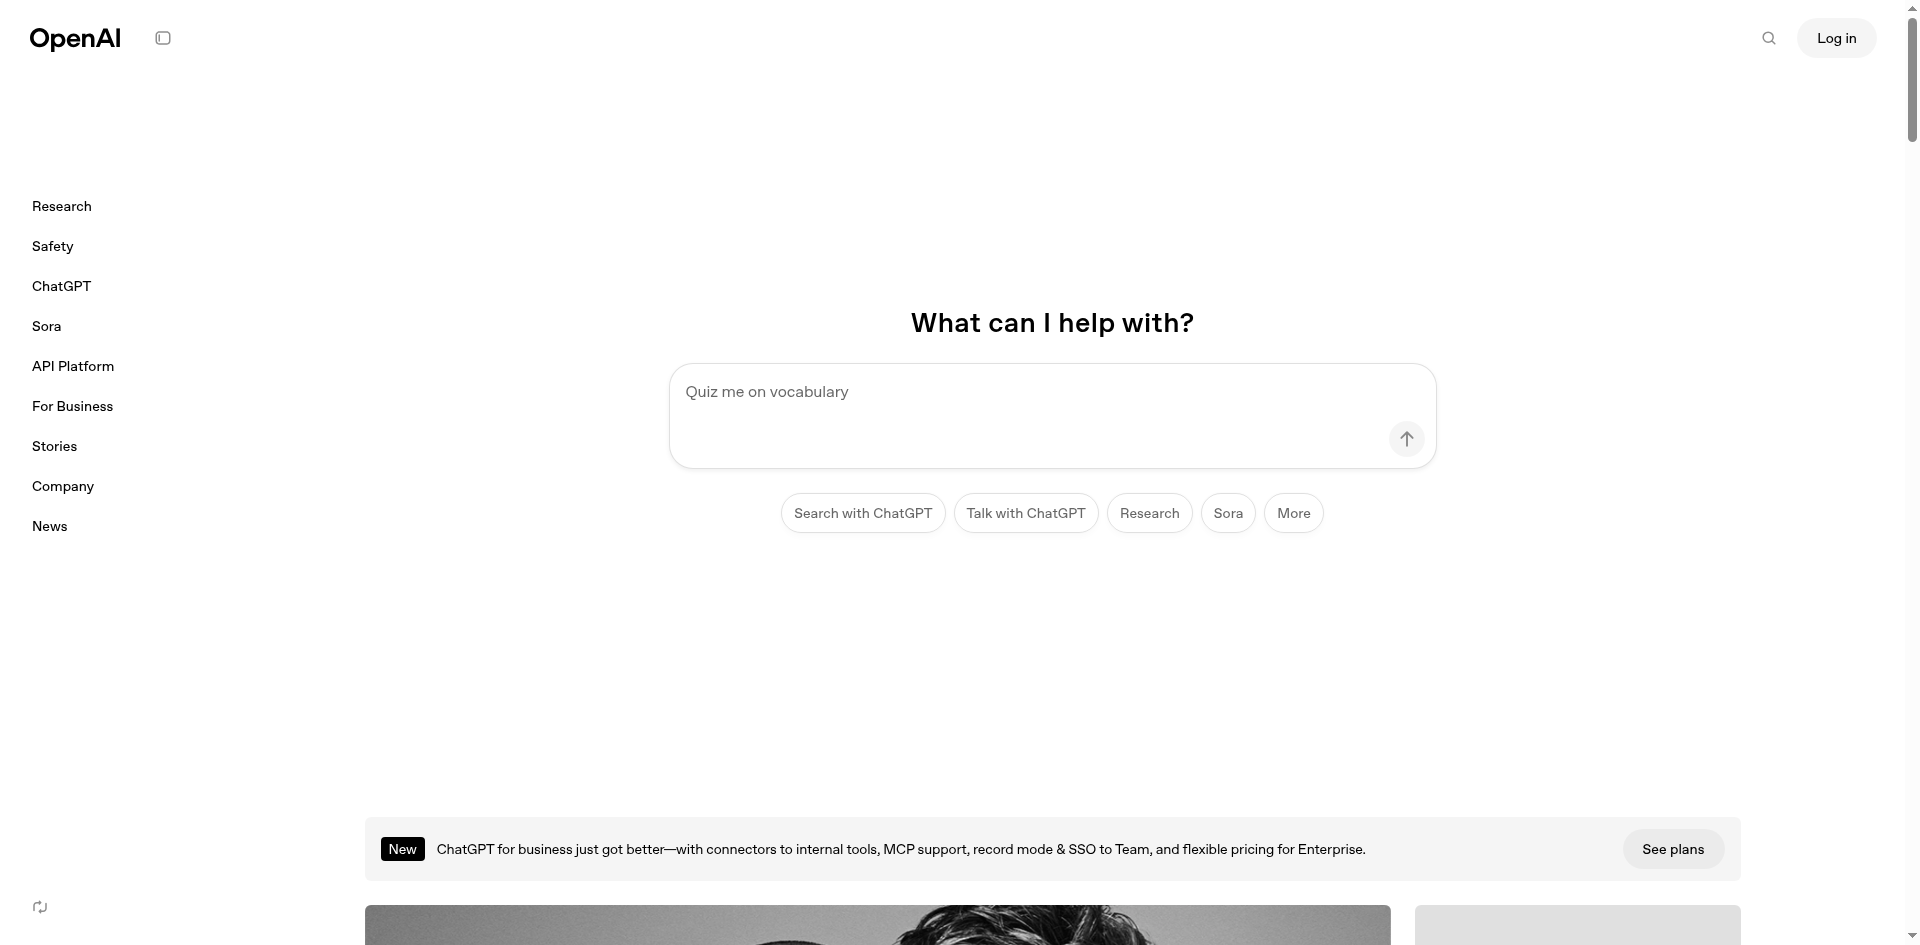 OpenAI
Log in
Research
Safety
ChatGPT
Sora
API Platform
For Business
Stories
Company
News
What can I help with?
Quiz me on vocabulary
Search with ChatGPT
Talk with ChatGPT
Research
Sora
More
New
ChatGPT for business just got better—with connectors to internal tools, MCP support, record mode & SSO to Team, and flexible pricing for Enterprise.
See plans